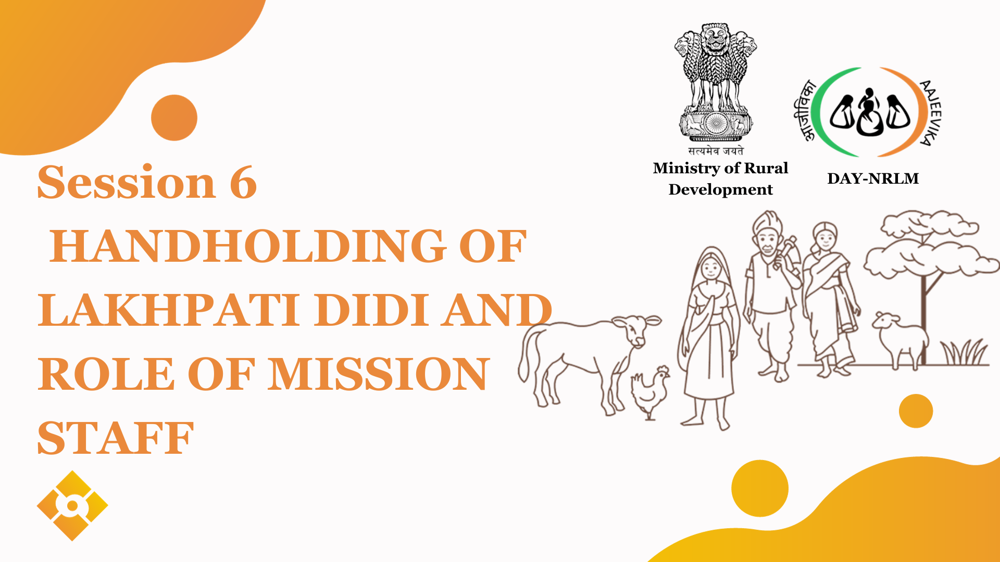 Session 6
HANDHOLDING OF
LAKHPATI DIDI AND
ROLE OF MISSION
STAFF
सत्यमेव जयते
Ministry of Rural
Development
आजीविका
AAJEEVIKA
DAY-NRLM